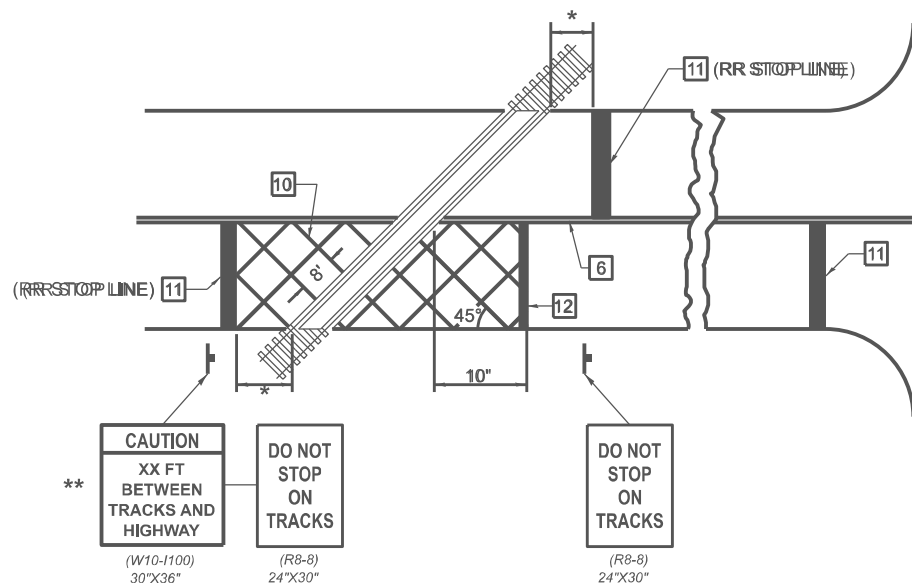 *
11 (RR STOP LINE)
10
8'
6
(RR STOP LINE) 11
11
12
45°
*
10"
**
CAUTION
XX FT
BETWEEN
TRACKS AND
HIGHWAY
(W10-I100)
30"X36"
DO NOT
STOP
ON
TRACKS
(R8-8)
24"X30"
DO NOT
STOP
ON
TRACKS
(R8-8)
24"X30"